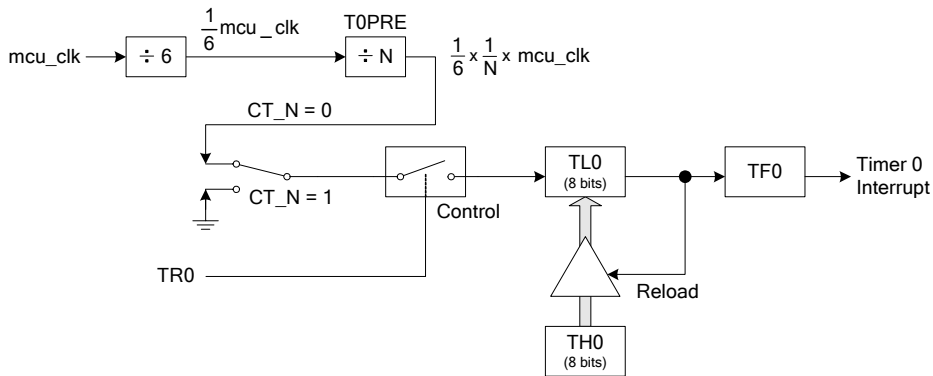 T0PRE
1/6 mcu_clk
mcu_clk
÷ 6
÷ N
1/6 x 1/N x mcu_clk
CT_N = 0
CT_N = 1
Control
TR0
TL0
(8 bits)
TF0
Timer 0
Interrupt
Reload
TH0
(8 bits)